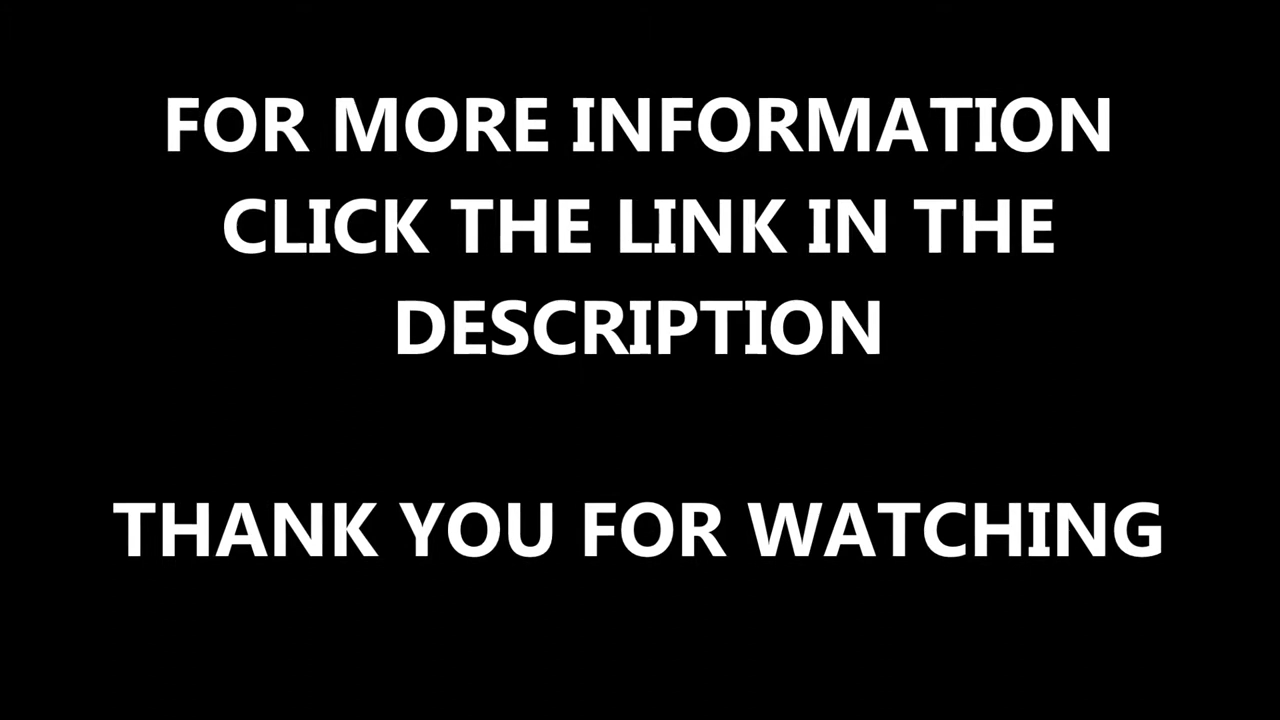 FOR MORE INFORMATION
CLICK THE LINK IN THE
DESCRIPTION
THANK YOU FOR WATCHING